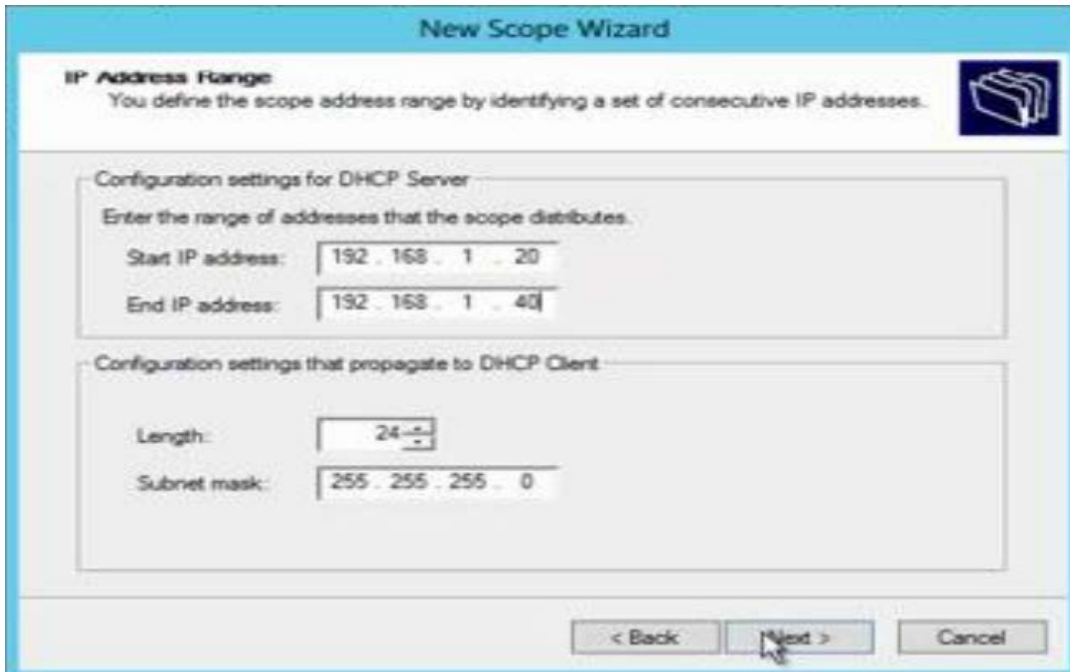 New Scope Wizard
IP Address Range
You define the scope address range by identifying a set of consecutive IP addresses.
Configuration settings for DHCP Server
Enter the range of addresses that the scope distributes.
Start IP address: 192 . 168 . 1 . 20
End IP address: 192 . 168 . 1 . 40
Configuration settings that propagate to DHCP Client
Length: 24
Subnet mask: 255 . 255 . 255 . 0
< Back Next > Cancel